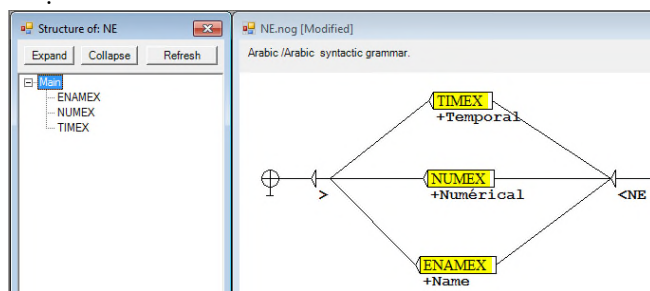 Structure of: NE
Expand Collapse Refresh
Main
ENAMEX
NUMEX
TIMEX
NE.nog [Modified]
Arabic /Arabic syntactic grammar.
TIMEX
+Temporal
NUMEX
+Numérical
>
<NE
ENAMEX
+Name